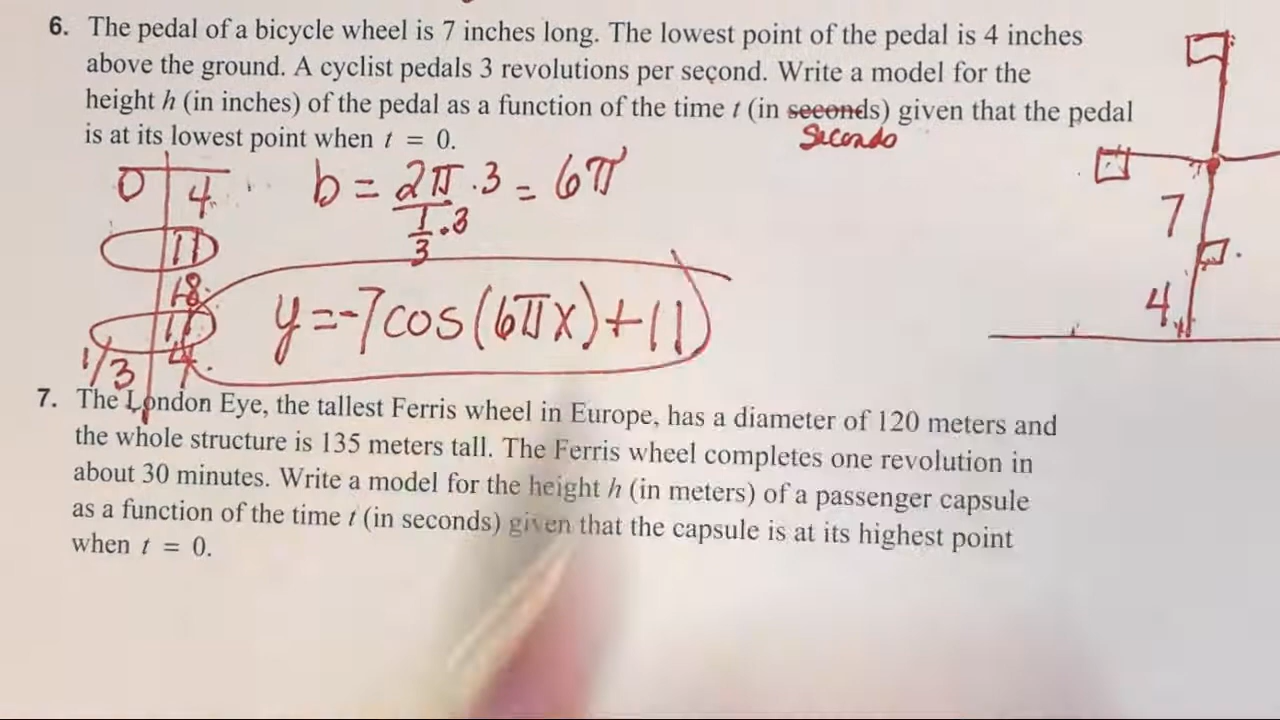 6. The pedal of a bicycle wheel is 7 inches long. The lowest point of the pedal is 4 inches
above the ground. A cyclist pedals 3 revolutions per second. Write a model for the
height h (in inches) of the pedal as a function of the time t (in seconds) given that the pedal
is at its lowest point when t = 0.
Seconds
0 4
11
18
11
1/3 4
b = 2π/(1/3) · 3/· 3 = 6π
y = -7cos(6πx)+11
7
4
7. The London Eye, the tallest Ferris wheel in Europe, has a diameter of 120 meters and
the whole structure is 135 meters tall. The Ferris wheel completes one revolution in
about 30 minutes. Write a model for the height h (in meters) of a passenger capsule
as a function of the time t (in seconds) given that the capsule is at its highest point
when t = 0.